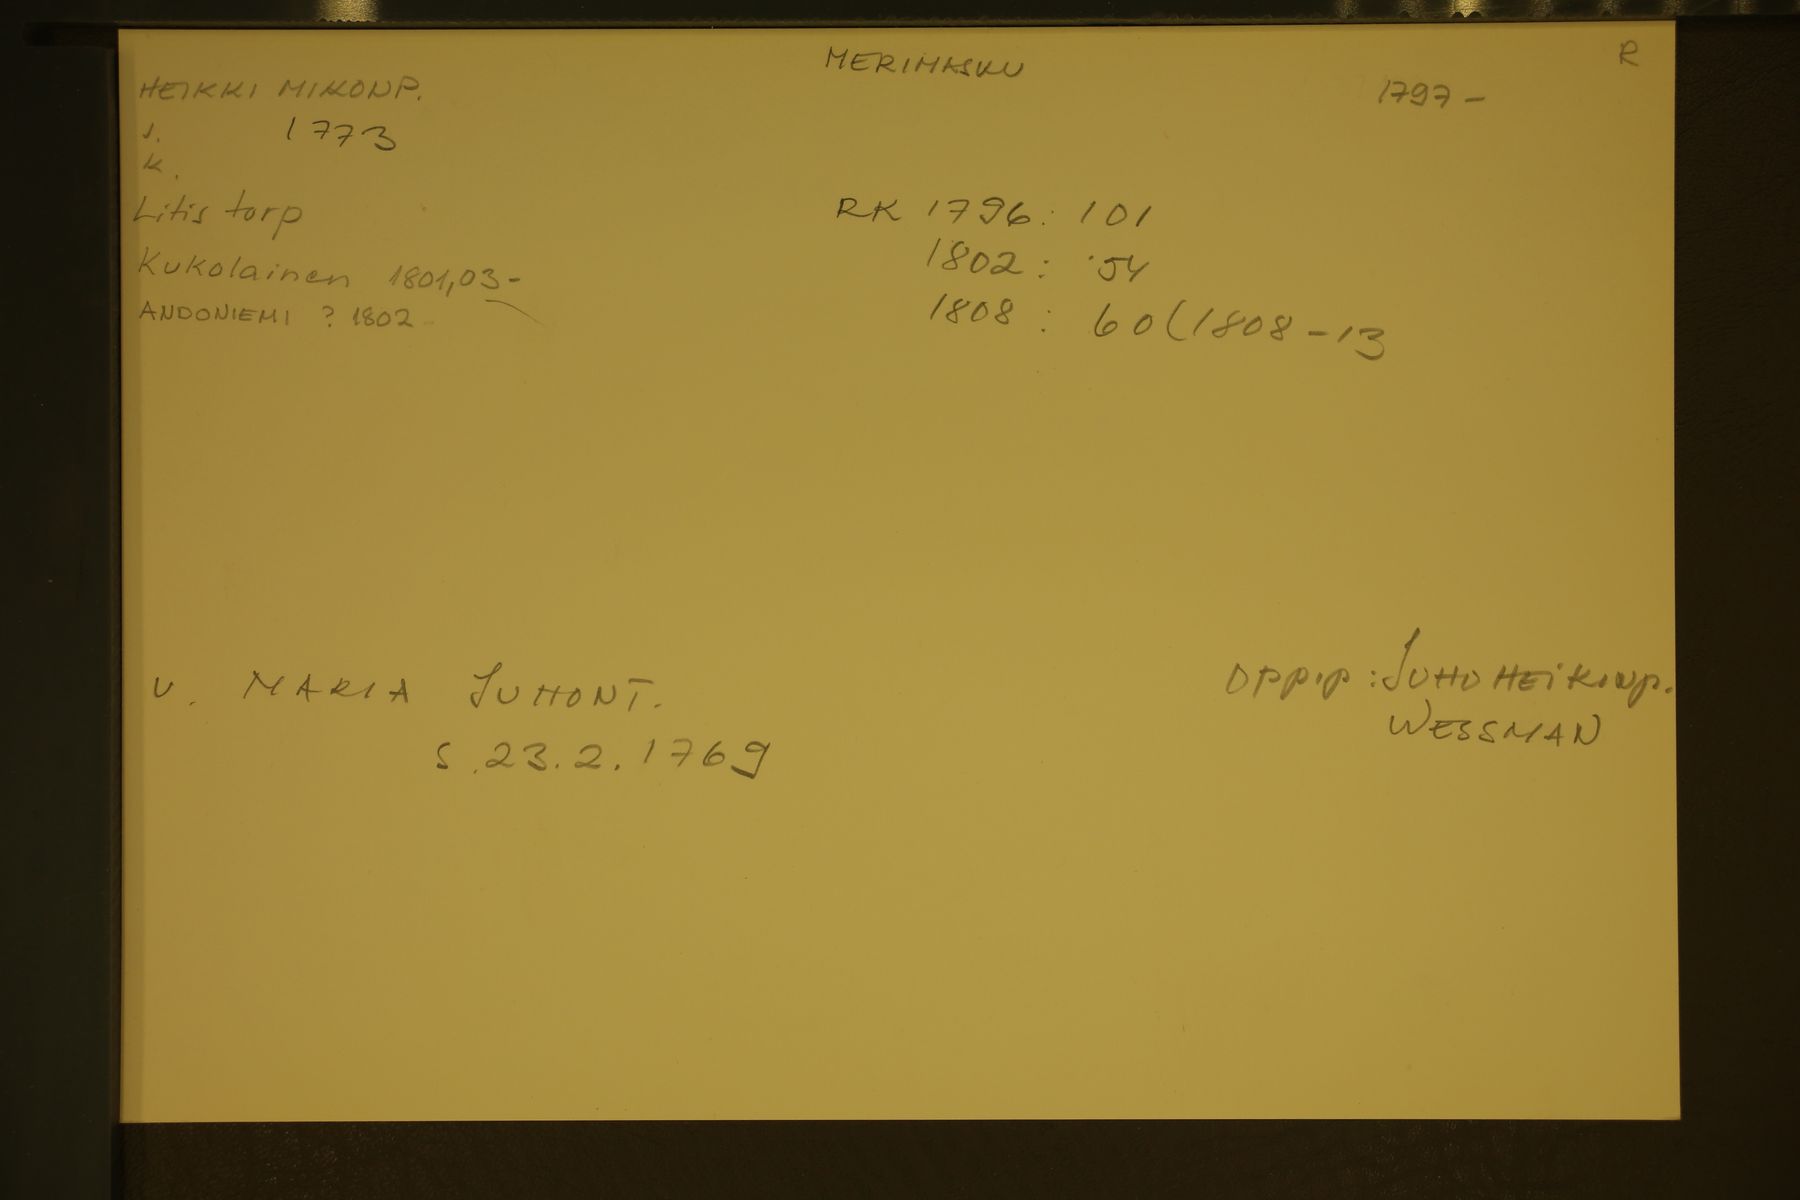 MERIMASKU
R
HEIKKI MIKONP.
1797-
s. 1773
k.
Litis torp
RK 1796: 101
Kukolainen 1801,03-
1802: 54
ANDONIEMI ? 1802
1808: 60(1808-13
v. MARIA JUHONT.
s. 23.2.1769
OPPIP: JUHO HEIKINP.
WESSMAN